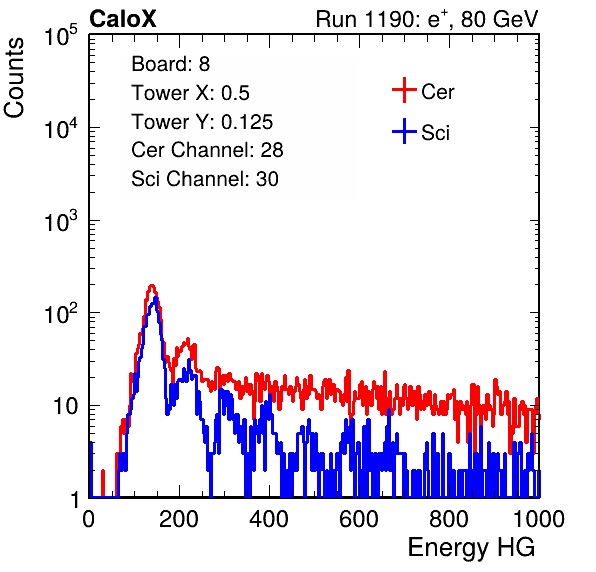 CaloX Run 1190: e⁺, 80 GeV
Counts
10⁵
10⁴
10³
10²
10
1
Board: 8
Tower X: 0.5
Tower Y: 0.125
Cer Channel: 28
Sci Channel: 30
Cer
Sci
0 200 400 600 800 1000
Energy HG